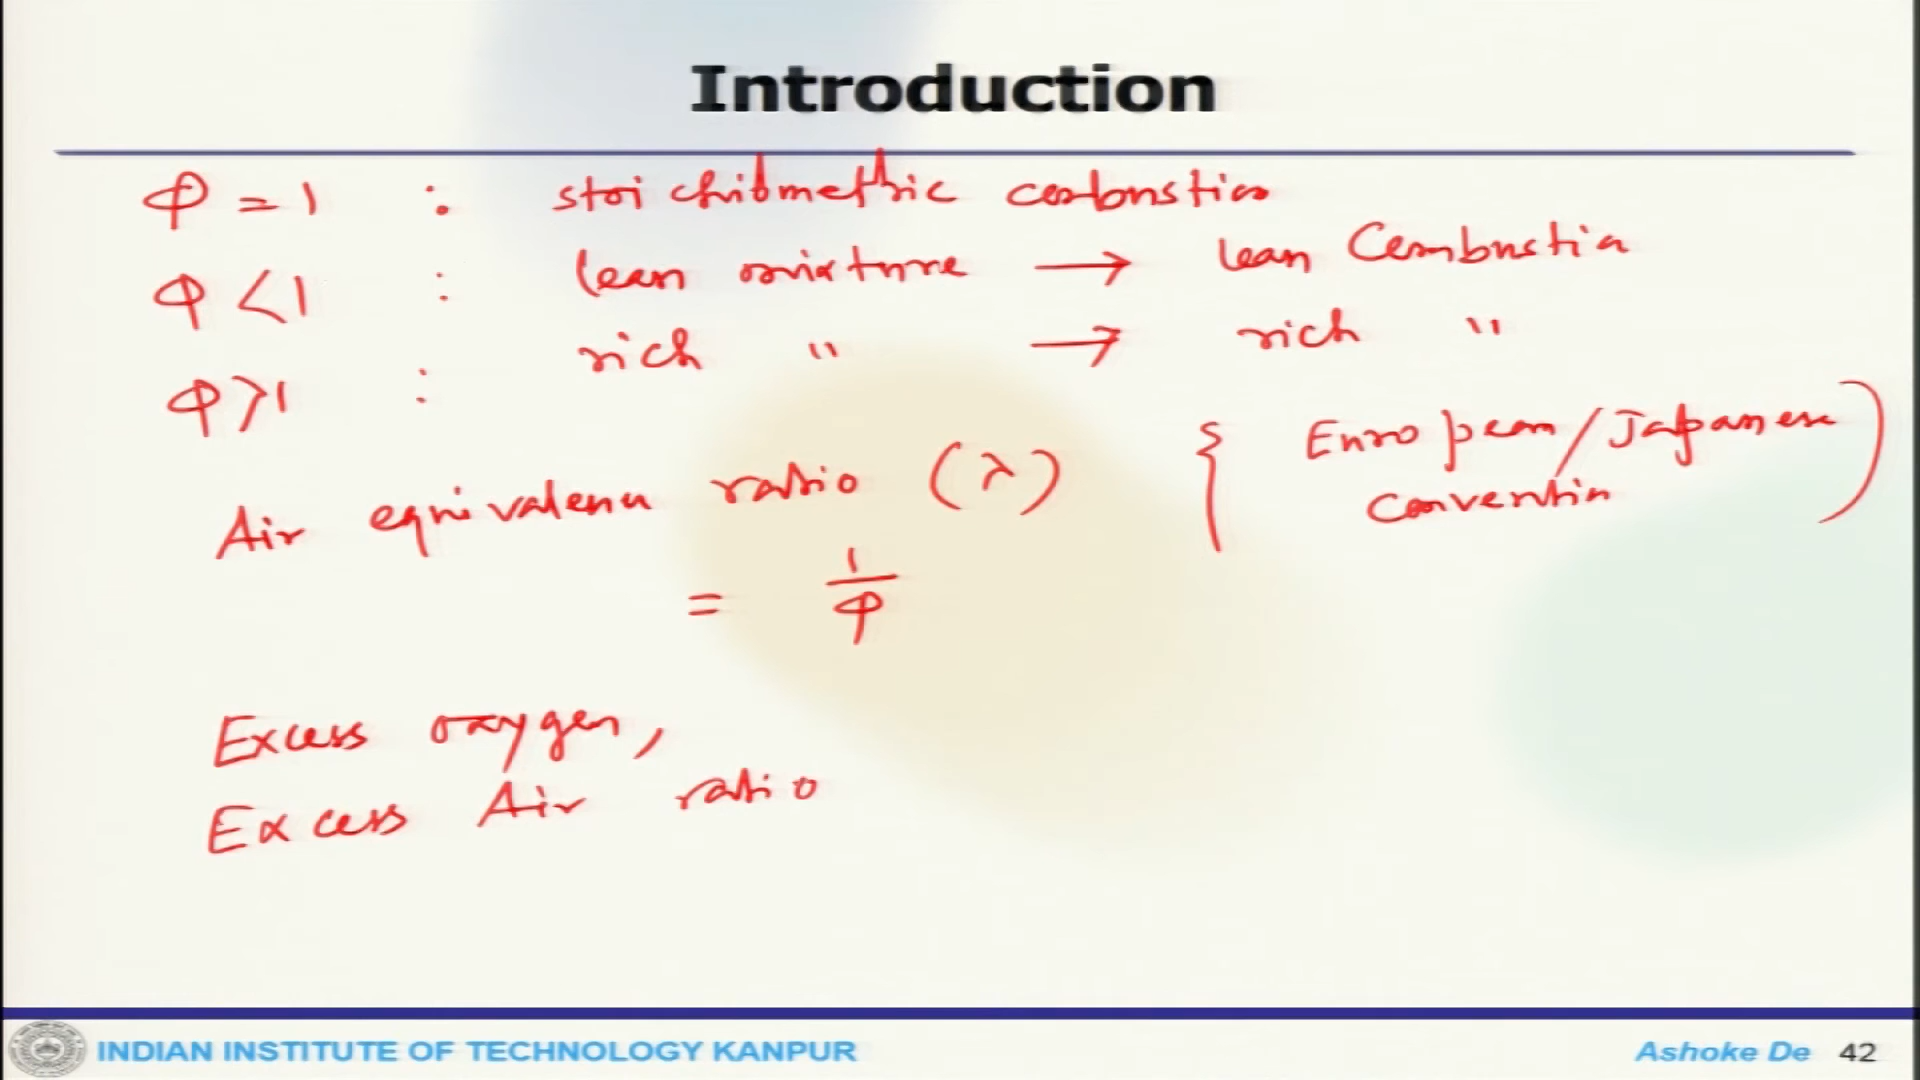 Introduction
φ = 1 : stoichiometric combustion
φ < 1 : lean mixture → lean Combustion
φ > 1 : rich " → rich "
Air equivalence ratio (λ) { European/Japanese
convention )
= 1/φ
Excess oxygen,
Excess Air ratio
INDIAN INSTITUTE OF TECHNOLOGY KANPUR
Ashoke De 42